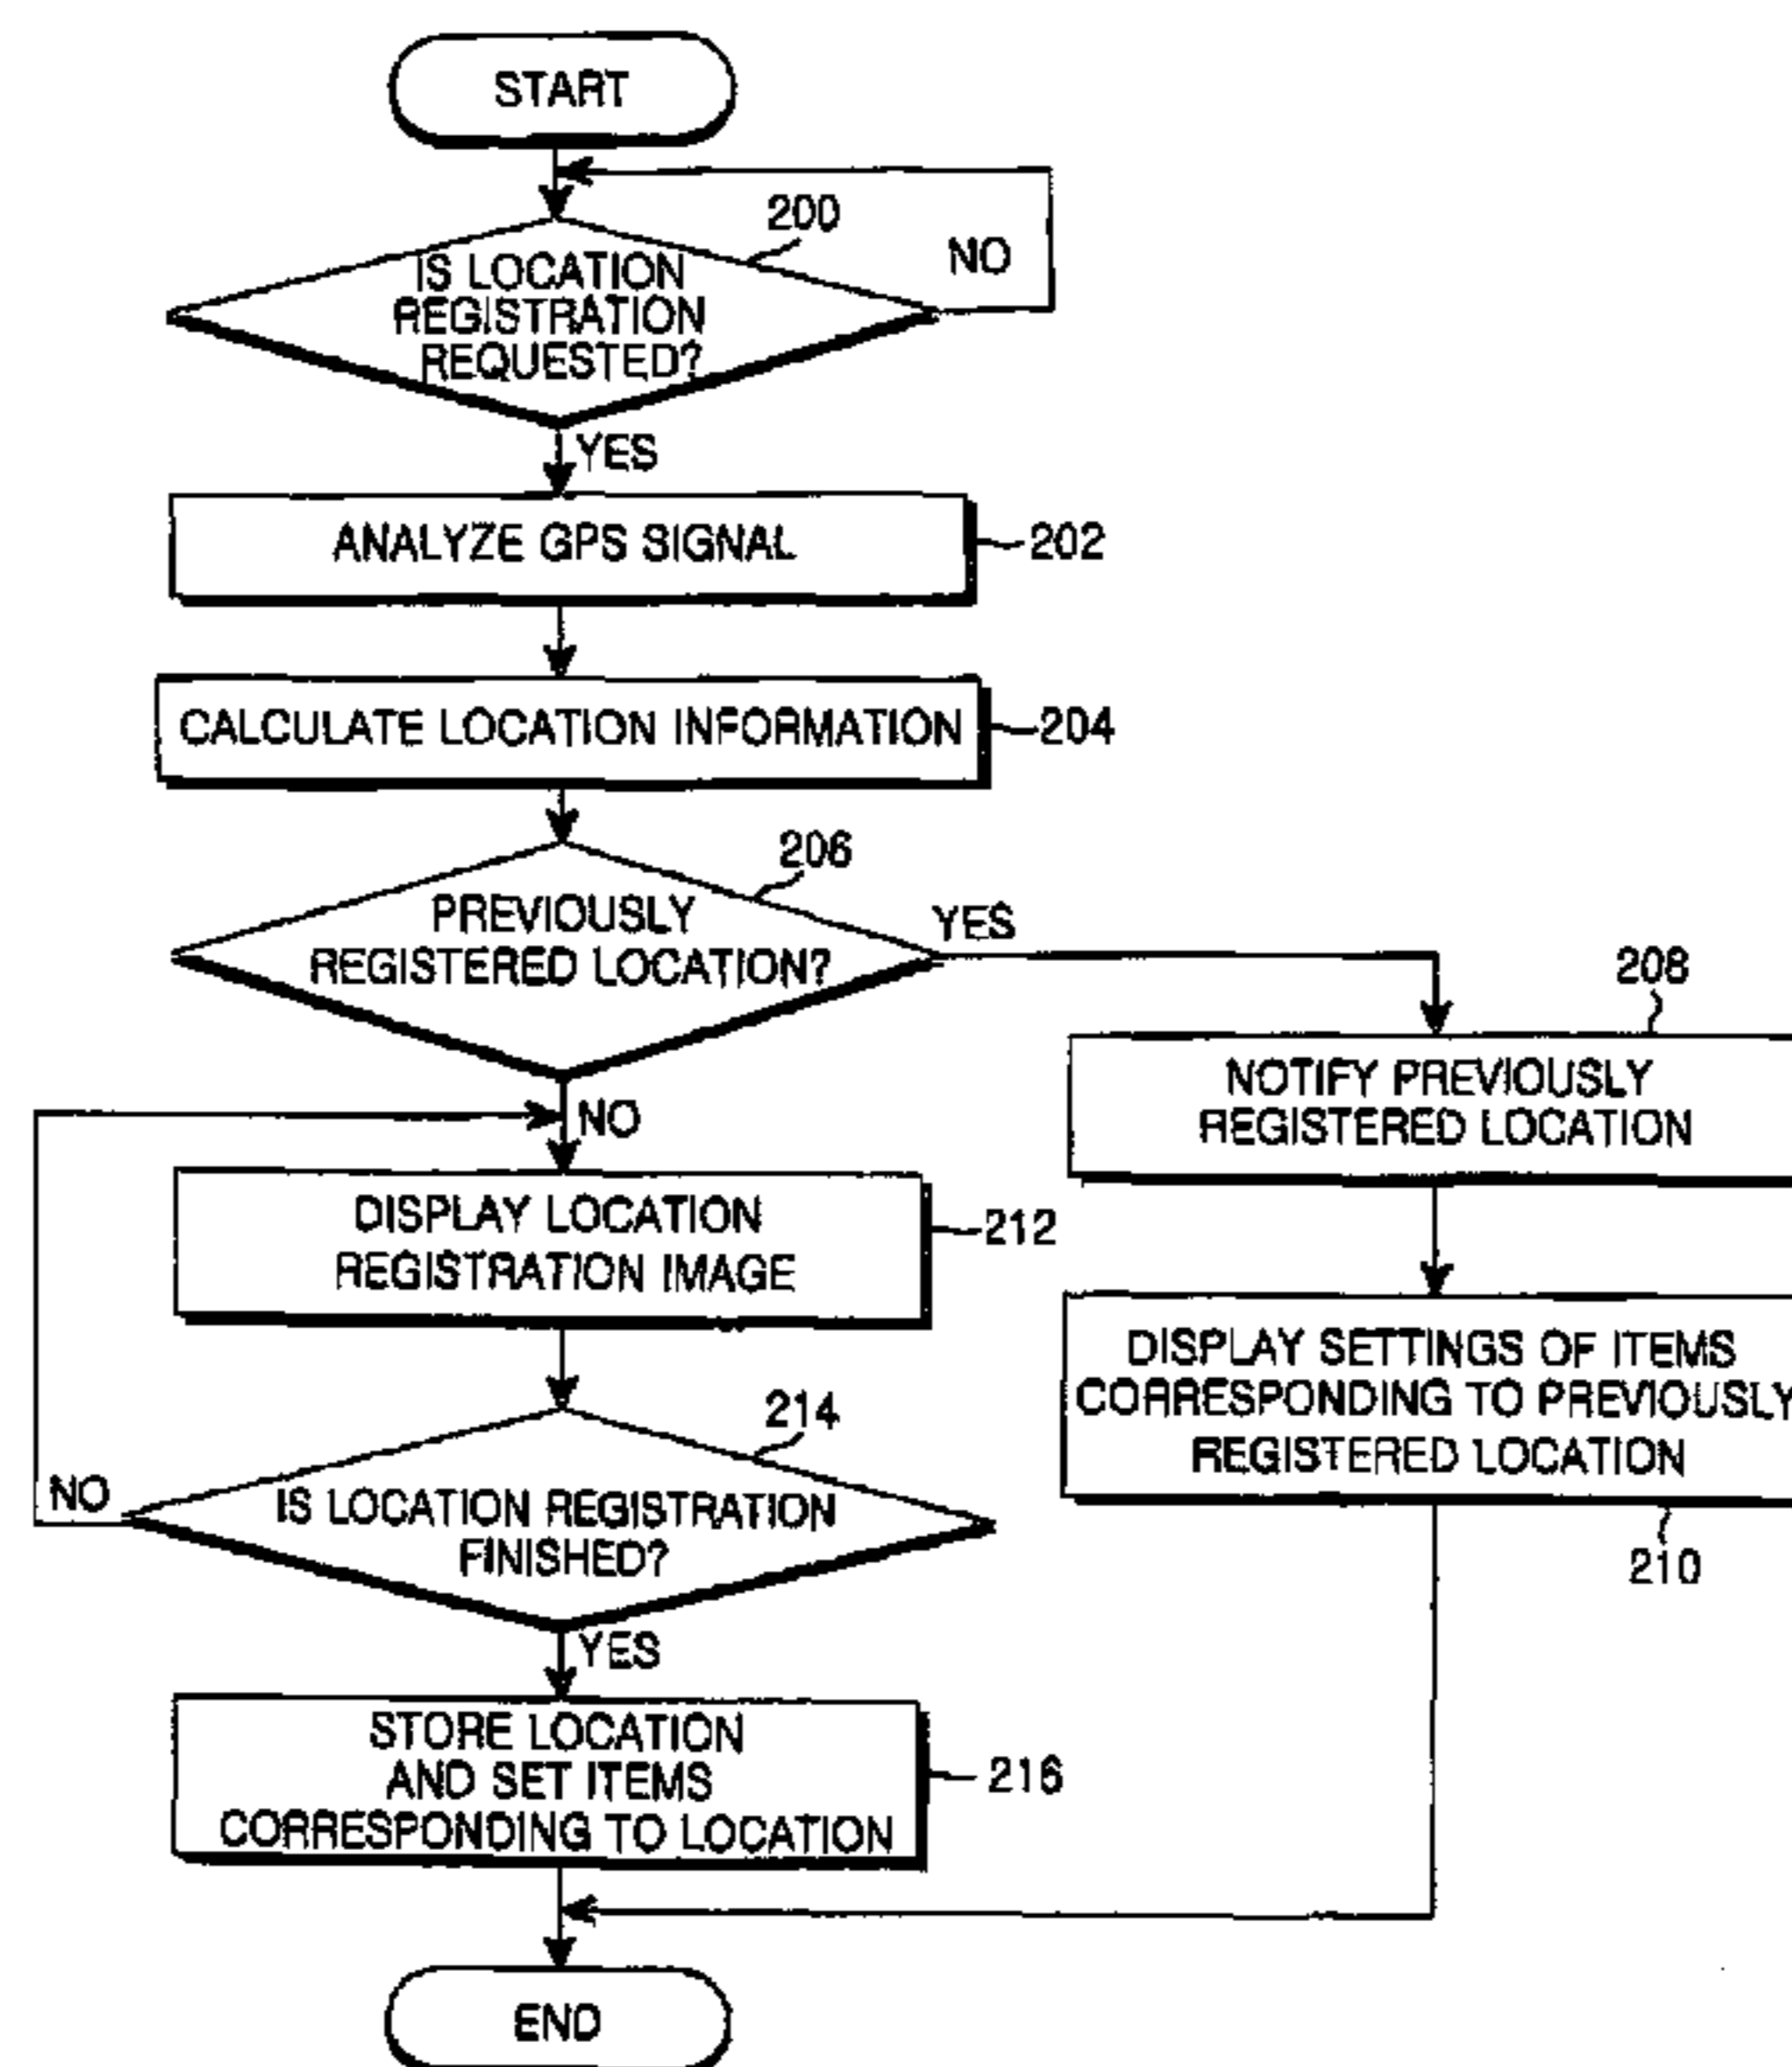 START
200
NO
IS LOCATION
REGISTRATION
REQUESTED?
YES
ANALYZE GPS SIGNAL
202
CALCULATE LOCATION INFORMATION
204
206
PREVIOUSLY
REGISTERED LOCATION?
YES
208
NOTIFY PREVIOUSLY
REGISTERED LOCATION
NO
DISPLAY LOCATION
REGISTRATION IMAGE
212
DISPLAY SETTINGS OF ITEMS
CORRESPONDING TO PREVIOUSLY
REGISTERED LOCATION
210
214
NO
IS LOCATION REGISTRATION
FINISHED?
YES
STORE LOCATION
AND SET ITEMS
CORRESPONDING TO LOCATION
216
END